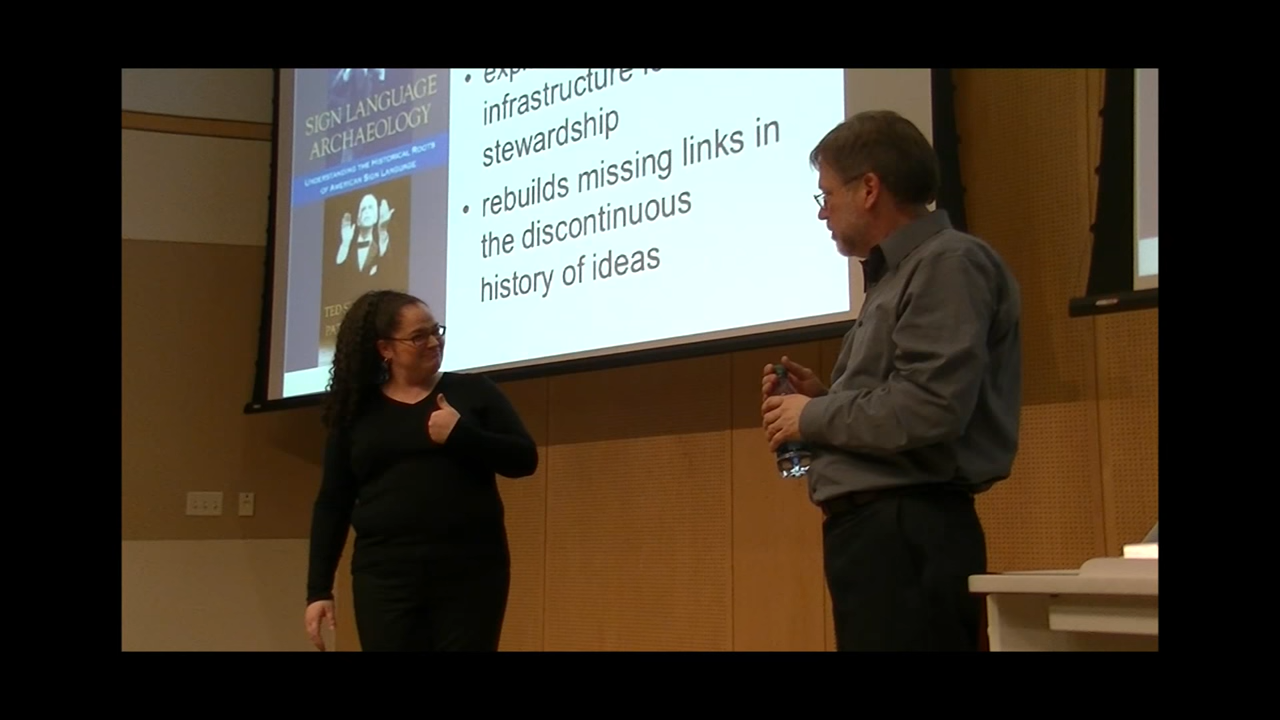 SIGN LANGUAGE
ARCHAEOLOGY
UNDERSTANDING THE HISTORICAL ROOTS
OF AMERICAN SIGN LANGUAGE
TED
infrastructure
stewardship
• rebuilds missing links in
the discontinuous
history of ideas